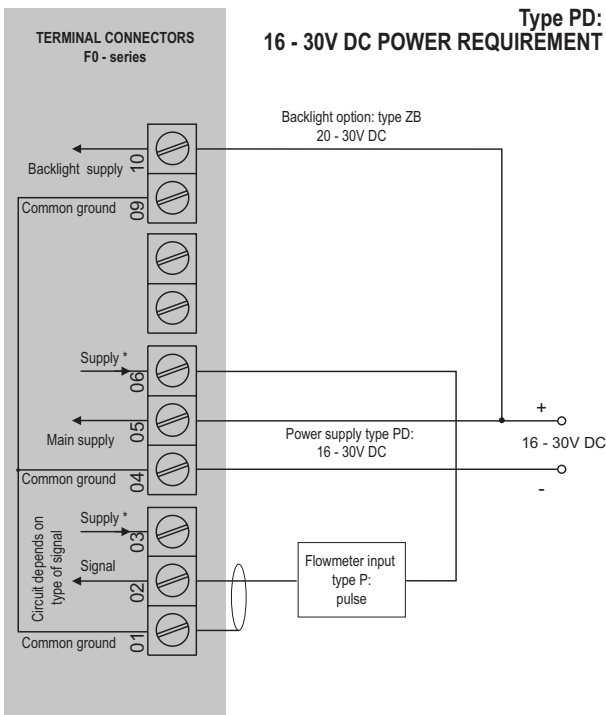 Type PD:
16 - 30V DC POWER REQUIREMENT
TERMINAL CONNECTORS
F0 - series
Backlight option: type ZB
20 - 30V DC
10
Backlight supply
09
Common ground
Supply *
06
05
Main supply
Power supply type PD:
16 - 30V DC
+
16 - 30V DC
-
04
Common ground
Supply *
03
Circuit depends on
type of signal
Signal
02
Flowmeter input
type P:
pulse
01
Common ground